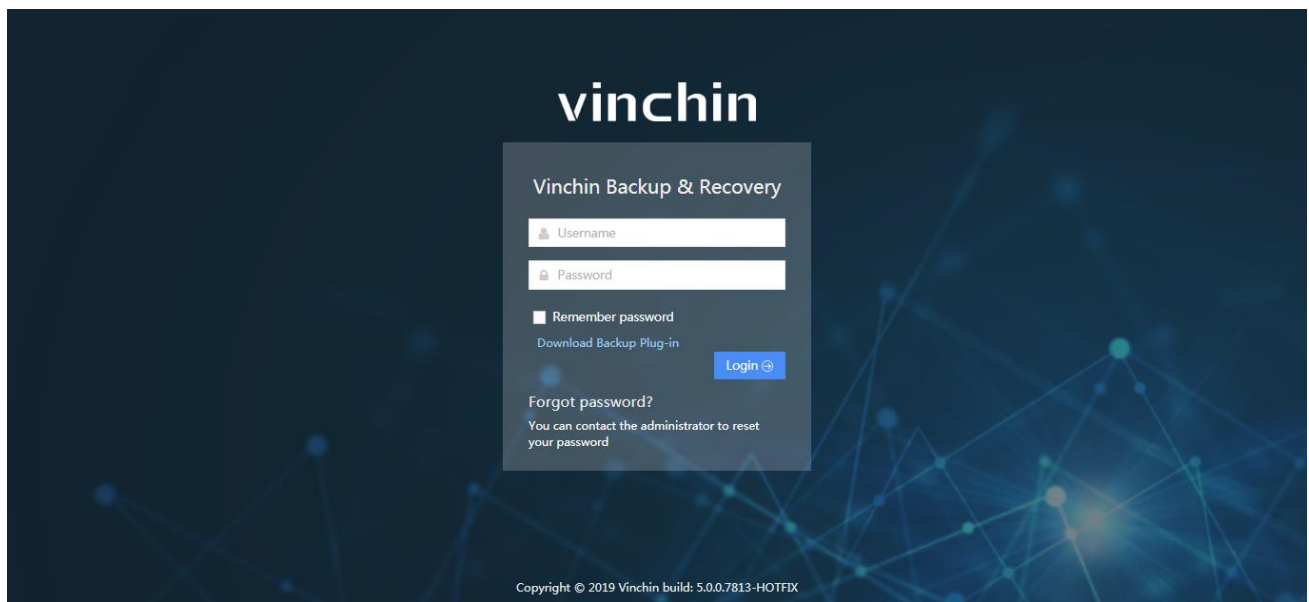 vinchin
Vinchin Backup & Recovery
Username
Password
Remember password
Download Backup Plug-in
Login
Forgot password?
You can contact the administrator to reset
your password
Copyright © 2019 Vinchin build: 5.0.0.7813-HOTFIX